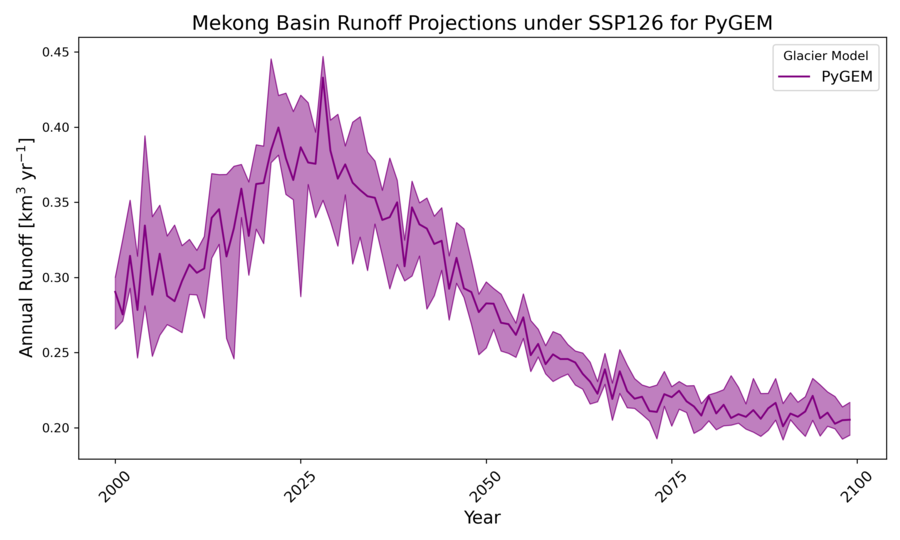 Mekong Basin Runoff Projections under SSP126 for PyGEM
Glacier Model
PyGEM
Annual Runoff [km³ yr⁻¹]
0.45
0.40
0.35
0.30
0.25
0.20
2000
2025
2050
2075
2100
Year